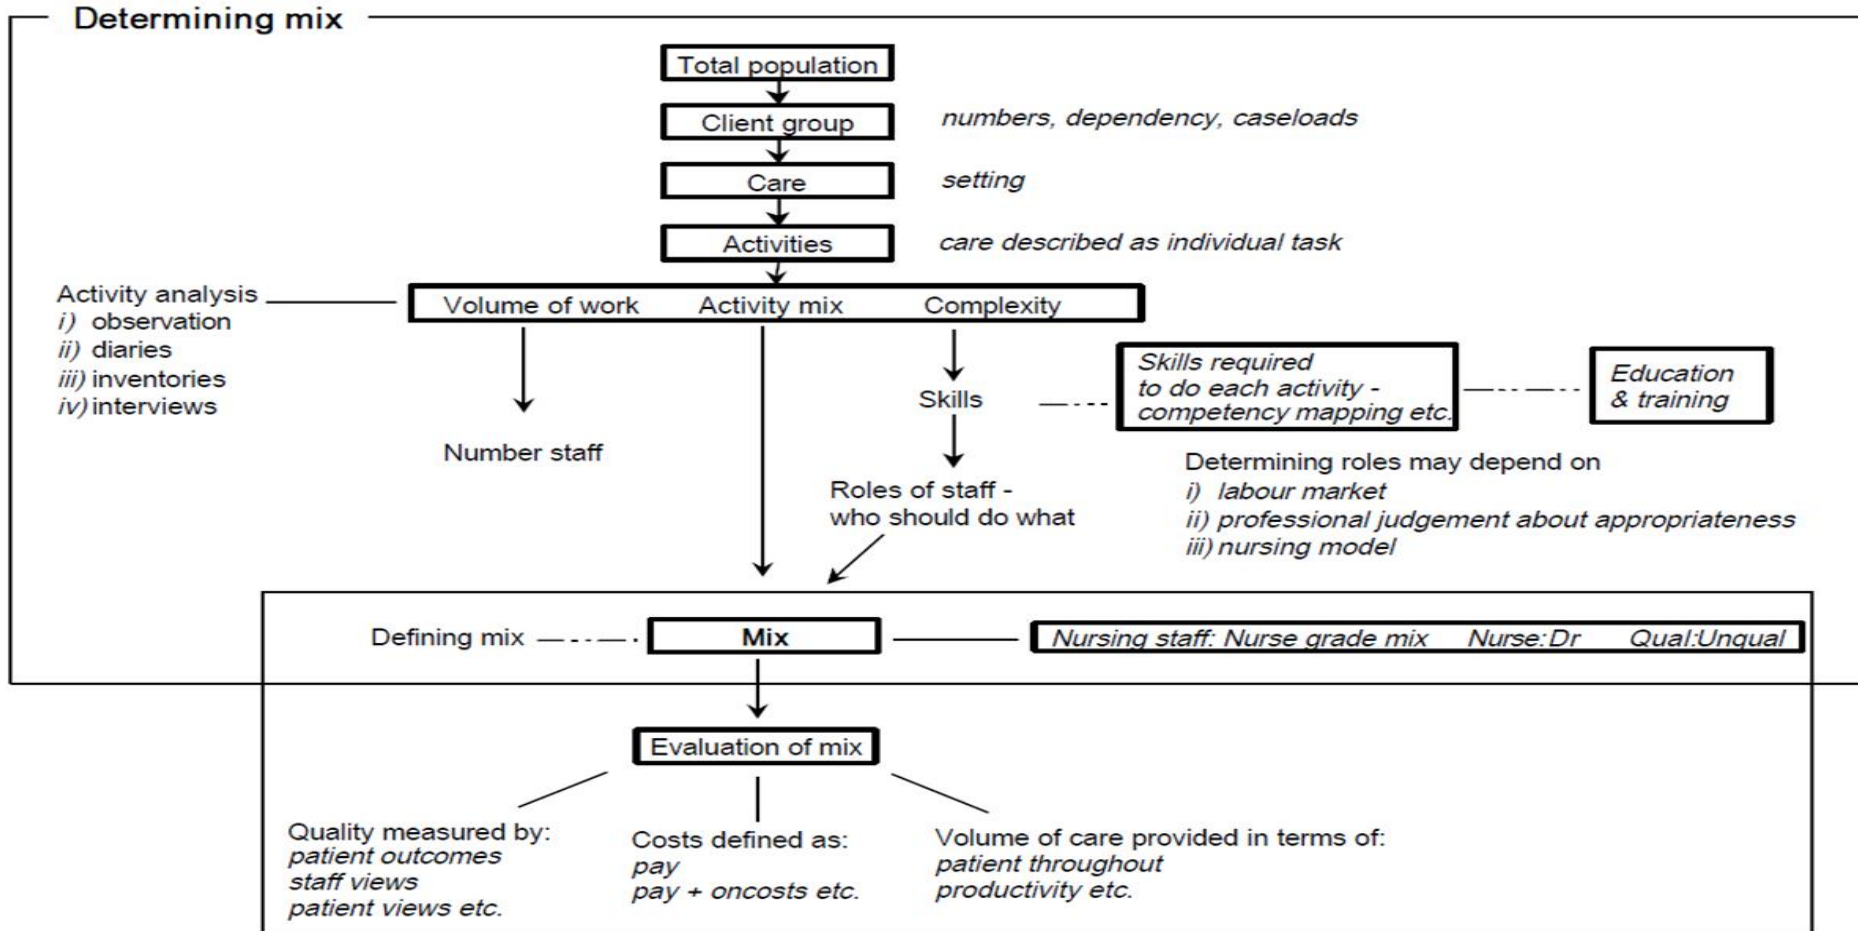 Determining mix
Total population
Client group
numbers, dependency, caseloads
Care
setting
Activities
care described as individual task
Activity analysis
i) observation
ii) diaries
iii) inventories
iv) interviews
Volume of work Activity mix Complexity
Number staff
Skills
Skills required
to do each activity -
competency mapping etc.
Education
& training
Roles of staff -
who should do what
Determining roles may depend on
i) labour market
ii) professional judgement about appropriateness
iii) nursing model
Defining mix
Mix
Nursing staff: Nurse grade mix Nurse:Dr Qual:Unqual
Evaluation of mix
Quality measured by:
patient outcomes
staff views
patient views etc.
Costs defined as:
pay
pay + oncosts etc.
Volume of care provided in terms of:
patient throughout
productivity etc.